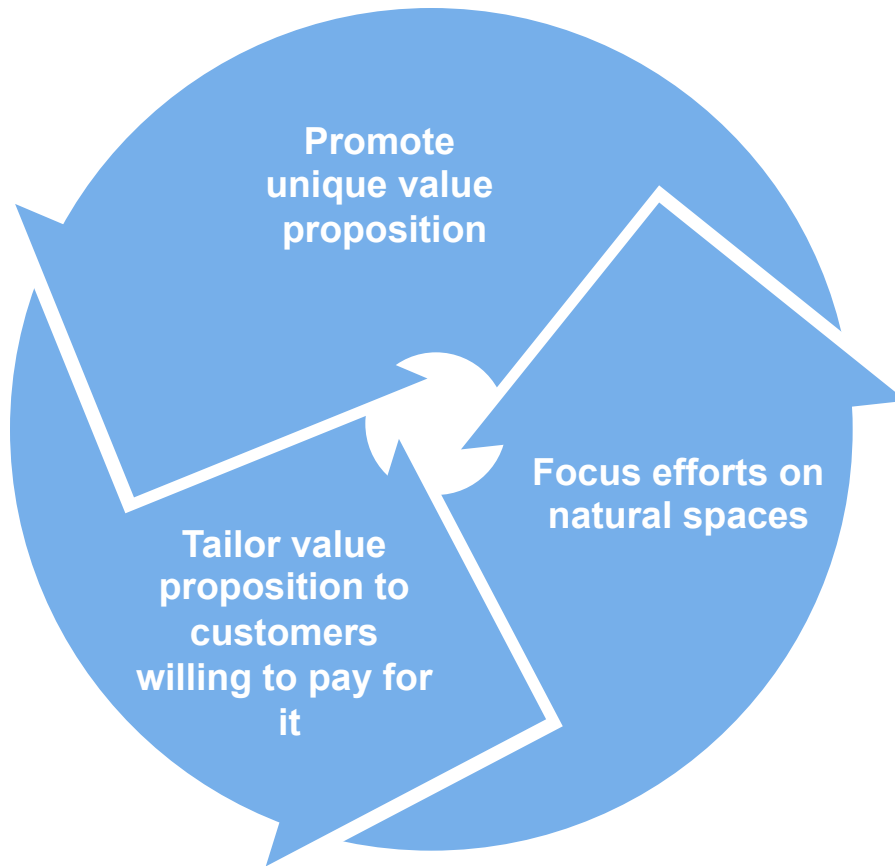 Promote
unique value
proposition
Focus efforts on
natural spaces
Tailor value
proposition to
customers
willing to pay for
it